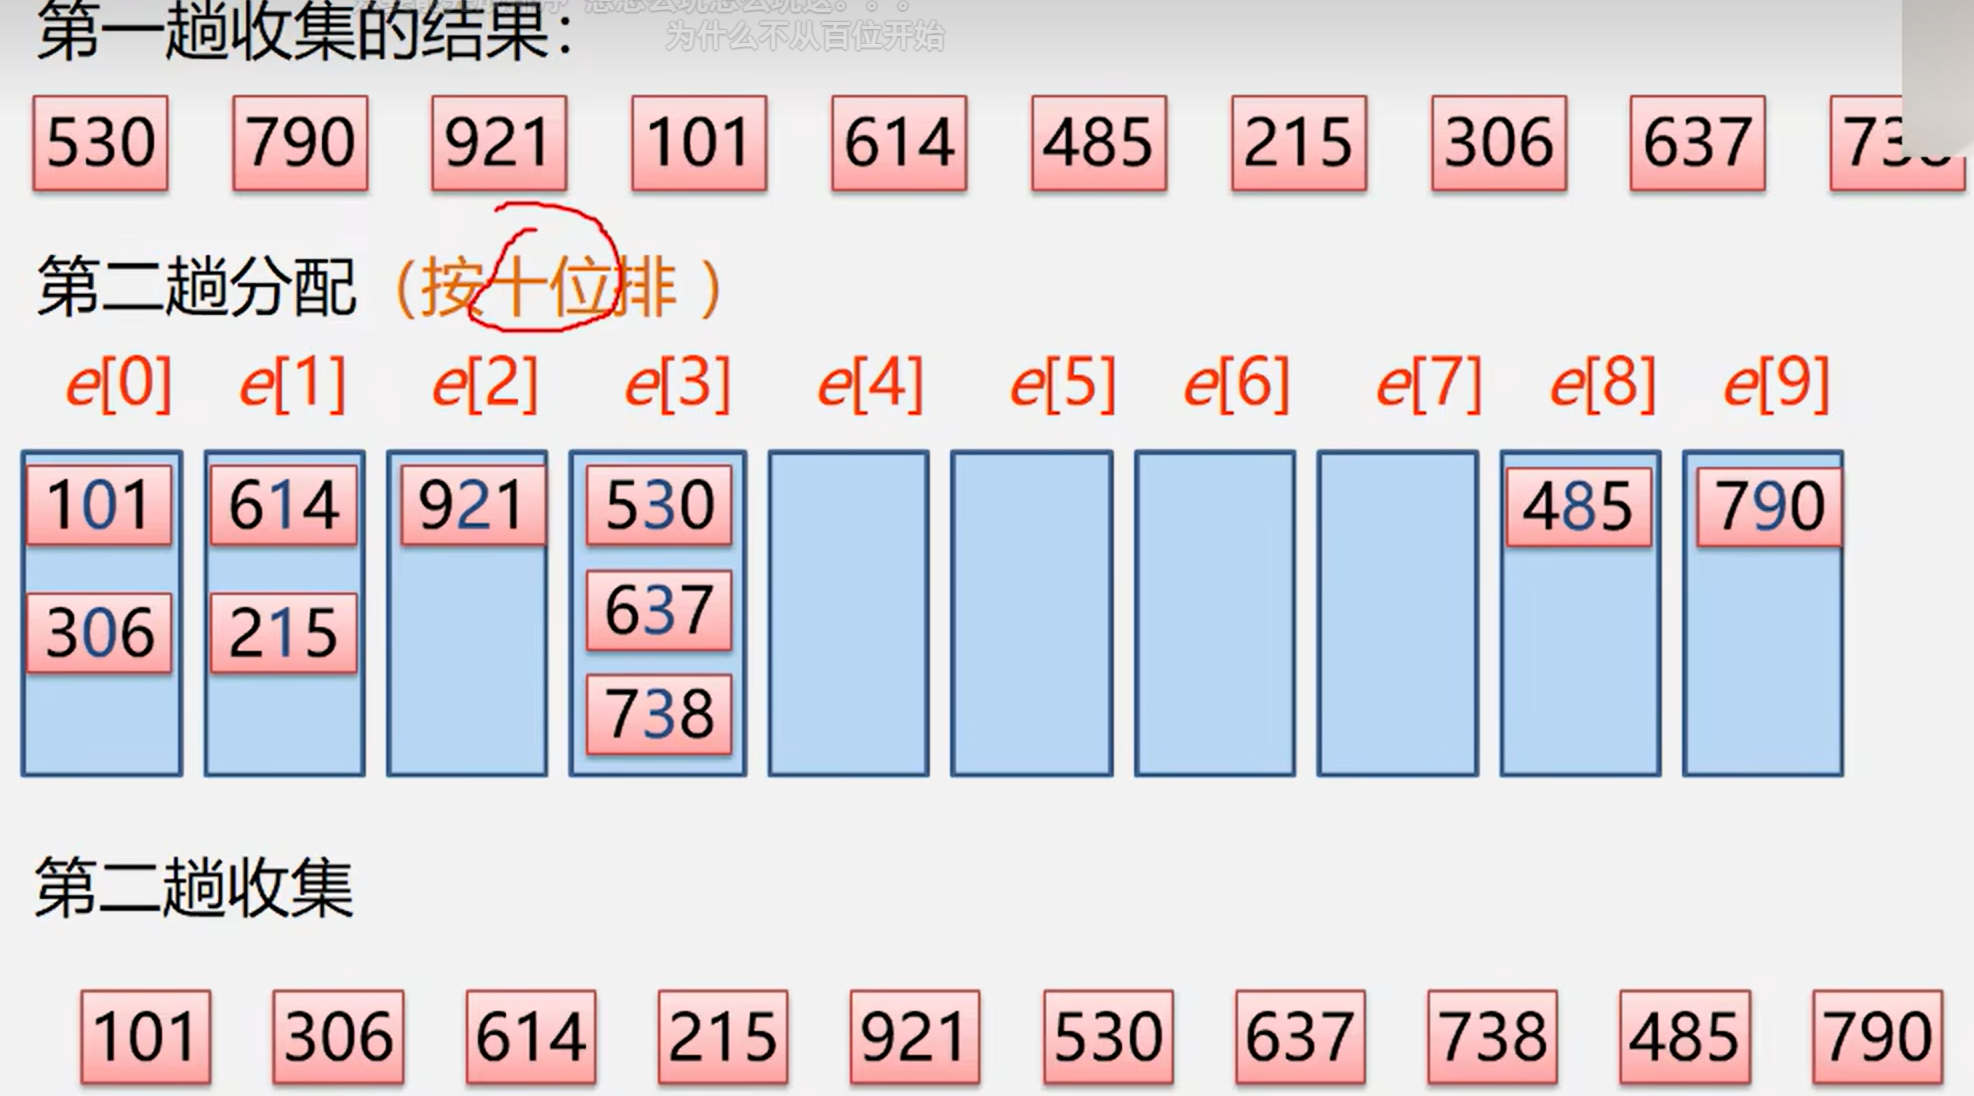 第一趟收集的结果：
为什么不从百位开始
530 790 921 101 614 485 215 306 637
第二趟分配（按十位排）
e[0] e[1] e[2] e[3] e[4] e[5] e[6] e[7] e[8] e[9]
101 614 921 530 485 790
306 215 637
738
第二趟收集
101 306 614 215 921 530 637 738 485 790